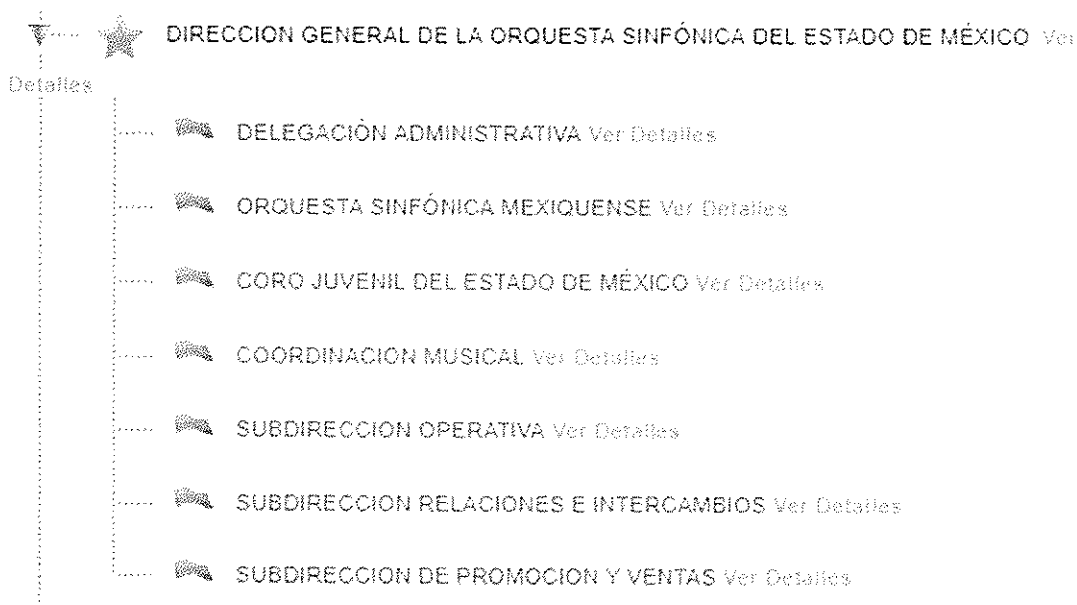 DIRECCION GENERAL DE LA ORQUESTA SINFÓNICA DEL ESTADO DE MÉXICO Ver
Detalles
DELEGACIÓN ADMINISTRATIVA Ver Detalles
ORQUESTA SINFÓNICA MEXIQUENSE Ver Detalles
CORO JUVENIL DEL ESTADO DE MÉXICO Ver Detalles
COORDINACION MUSICAL Ver Detalles
SUBDIRECCION OPERATIVA Ver Detalles
SUBDIRECCION RELACIONES E INTERCAMBIOS Ver Detalles
SUBDIRECCION DE PROMOCION Y VENTAS Ver Detalles